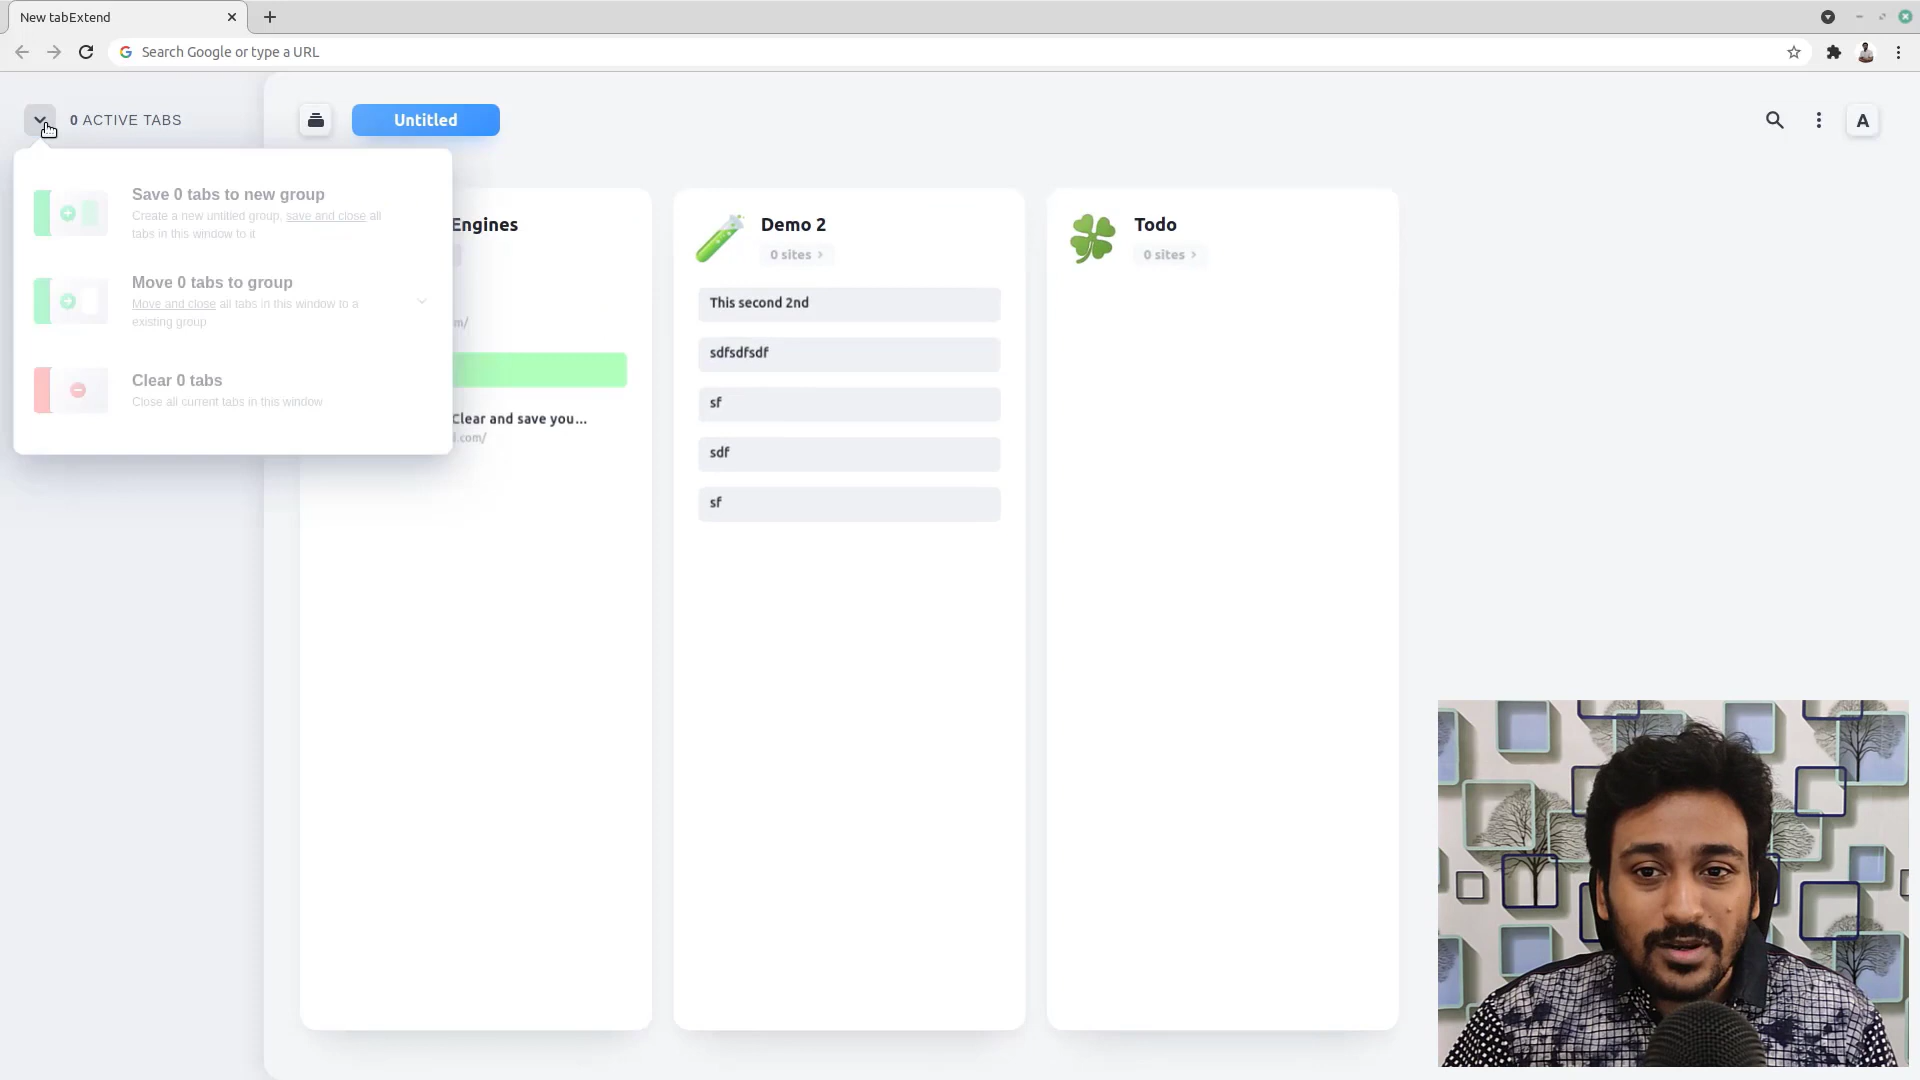 New tabExtend
Search Google or type a URL
0 ACTIVE TABS
Untitled
A
Save 0 tabs to new group
Create a new untitled group, save and close all
tabs in this window to it
Move 0 tabs to group
Move and close all tabs in this window to a
existing group
Clear 0 tabs
Close all current tabs in this window
Engines
m/
Clear and save you...
.com/
Demo 2
0 sites >
This second 2nd
sdfsdfsdf
sf
sdf
sf
Todo
0 sites >